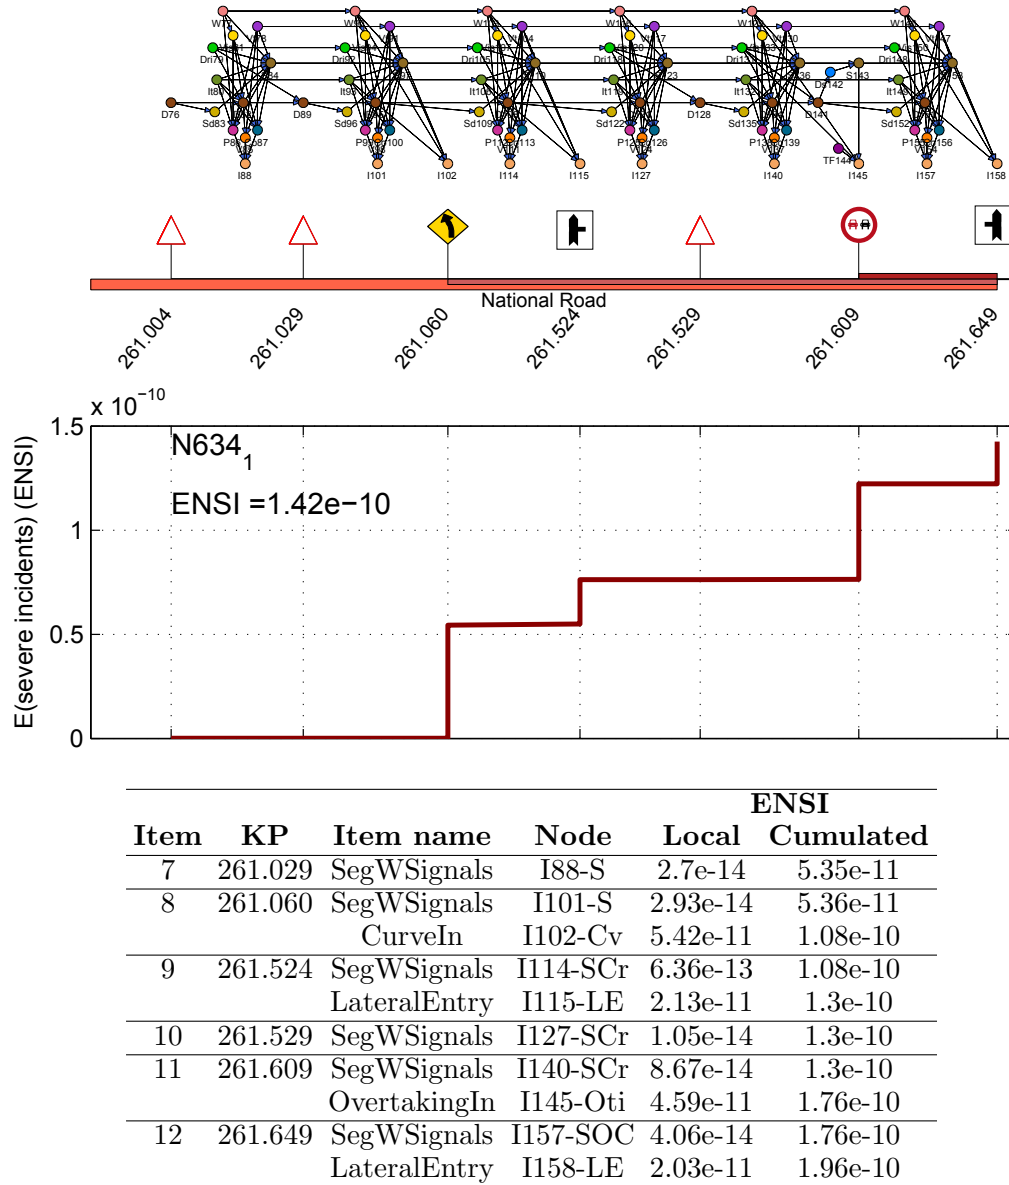 Dri79
D76
Sd83
I88
D89
Sd96
I101
I102
Sd109
I114
I115
Sd122
I127
D128
Sd135
I140
D141
S143
TF144
I145
Sd152
I157
I158
National Road
261.004
261.029
261.060
261.524
261.529
261.609
261.649
x 10−10
1.5
1
0.5
0
E(severe incidents) (ENSI)
N634₁
ENSI =1.42e−10
ENSI
Item KP Item name Node Local Cumulated
7 261.029 SegWSignals I88-S 2.7e-14 5.35e-11
8 261.060 SegWSignals I101-S 2.93e-14 5.36e-11
CurveIn I102-Cv 5.42e-11 1.08e-10
9 261.524 SegWSignals I114-SCr 6.36e-13 1.08e-10
LateralEntry I115-LE 2.13e-11 1.3e-10
10 261.529 SegWSignals I127-SCr 1.05e-14 1.3e-10
11 261.609 SegWSignals I140-SCr 8.67e-14 1.3e-10
OvertakingIn I145-Oti 4.59e-11 1.76e-10
12 261.649 SegWSignals I157-SOC 4.06e-14 1.76e-10
LateralEntry I158-LE 2.03e-11 1.96e-10